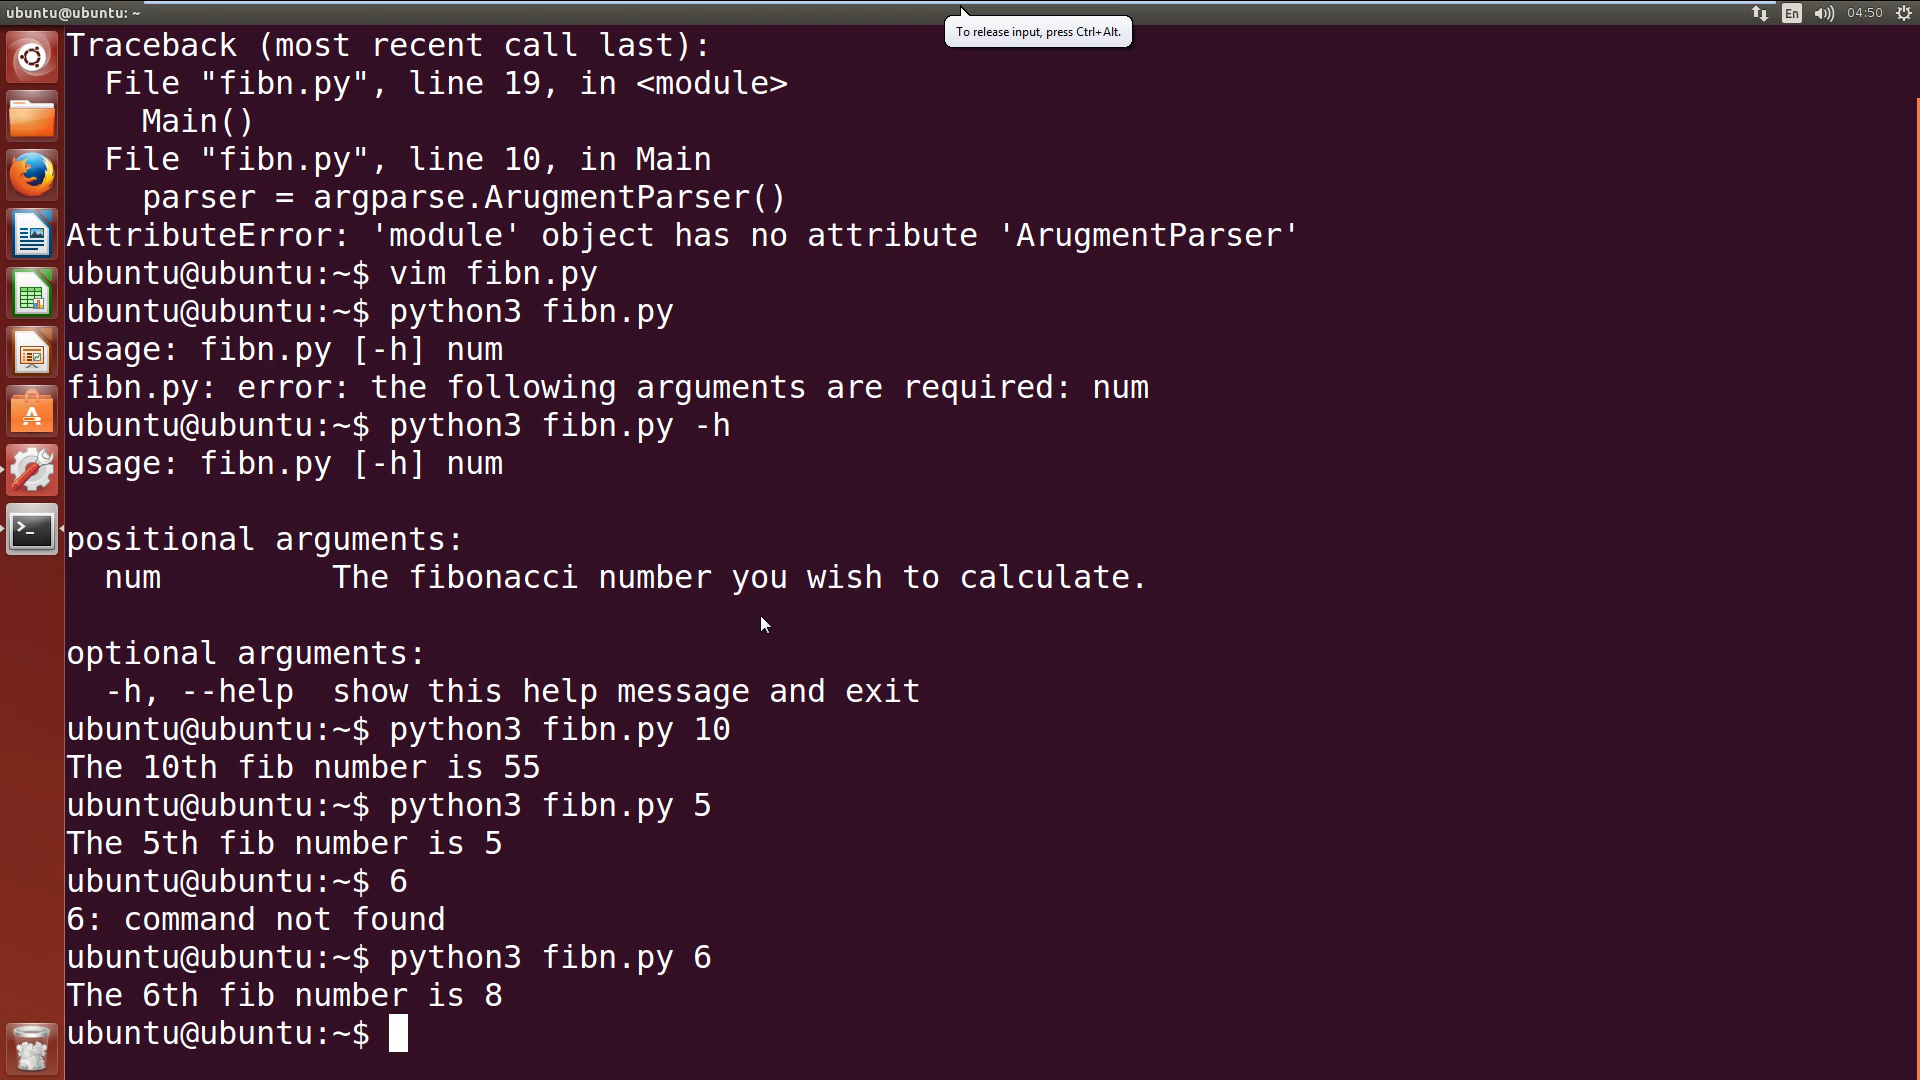 ubuntu@ubuntu: ~
En
04:50
To release input, press Ctrl+Alt.
Traceback (most recent call last):
  File "fibn.py", line 19, in <module>
    Main()
  File "fibn.py", line 10, in Main
    parser = argparse.ArugmentParser()
AttributeError: 'module' object has no attribute 'ArugmentParser'
ubuntu@ubuntu:~$ vim fibn.py
ubuntu@ubuntu:~$ python3 fibn.py
usage: fibn.py [-h] num
fibn.py: error: the following arguments are required: num
ubuntu@ubuntu:~$ python3 fibn.py -h
usage: fibn.py [-h] num
positional arguments:
  num         The fibonacci number you wish to calculate.
optional arguments:
  -h, --help  show this help message and exit
ubuntu@ubuntu:~$ python3 fibn.py 10
The 10th fib number is 55
ubuntu@ubuntu:~$ python3 fibn.py 5
The 5th fib number is 5
ubuntu@ubuntu:~$ 6
6: command not found
ubuntu@ubuntu:~$ python3 fibn.py 6
The 6th fib number is 8
ubuntu@ubuntu:~$